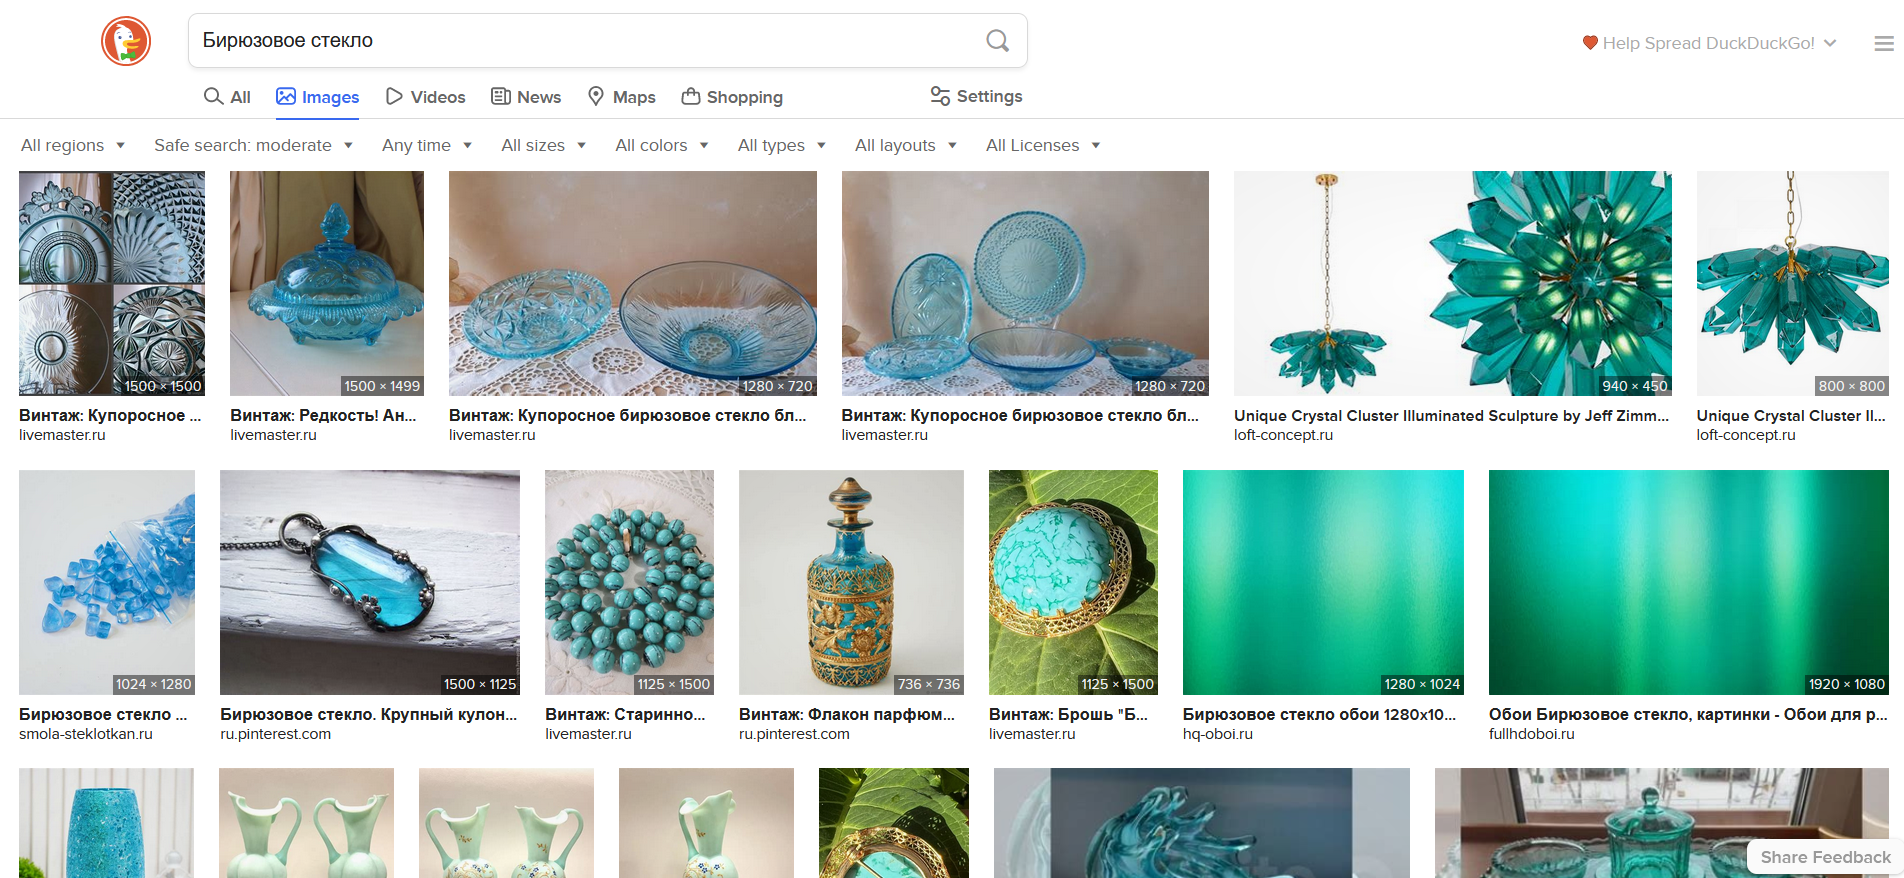 Бирюзовое стекло
Help Spread DuckDuckGo!
All Images Videos News Maps Shopping Settings
All regions Safe search: moderate Any time All sizes All colors All types All layouts All Licenses
1500 × 1500 1500 × 1499 1280 × 720 1280 × 720 940 × 450 800 × 800
Винтаж: Купоросное ... Винтаж: Редкость! Ан... Винтаж: Купоросное бирюзовое стекло бл... Винтаж: Купоросное бирюзовое стекло бл... Unique Crystal Cluster Illuminated Sculpture by Jeff Zimm... Unique Crystal Cluster Il...
livemaster.ru livemaster.ru livemaster.ru livemaster.ru loft-concept.ru loft-concept.ru
1024 × 1280 1500 × 1125 1125 × 1500 736 × 736 1125 × 1500 1280 × 1024 1920 × 1080
Бирюзовое стекло ... Бирюзовое стекло. Крупный кулон... Винтаж: Старинно... Винтаж: Флакон парфюм... Винтаж: Брошь "Б... Бирюзовое стекло обои 1280x10... Обои Бирюзовое стекло, картинки - Обои для р...
smola-steklotkan.ru ru.pinterest.com livemaster.ru ru.pinterest.com livemaster.ru hq-oboi.ru fullhdoboi.ru
Share Feedback